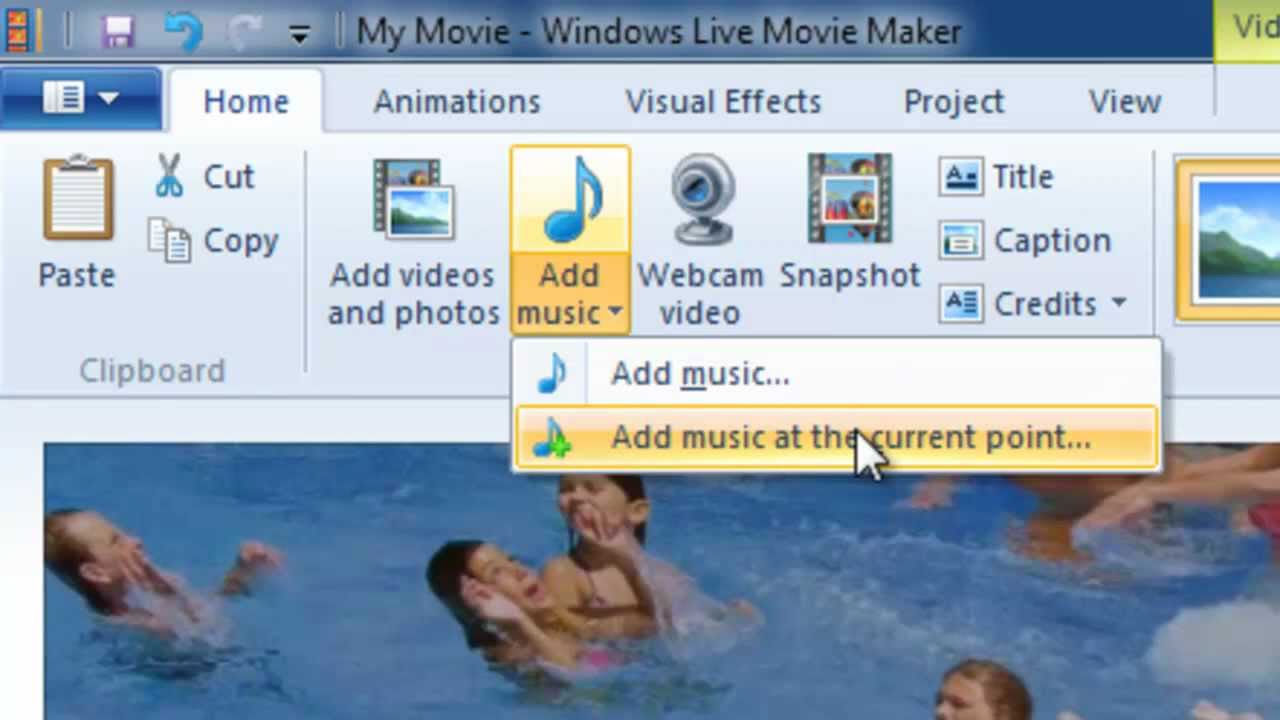 My Movie - Windows Live Movie Maker
Vid
Home Animations Visual Effects Project View
Paste
Cut
Copy
Clipboard
Add videos
and photos
Add
music
Webcam
video
Snapshot
Title
Caption
Credits
Add music...
Add music at the current point...